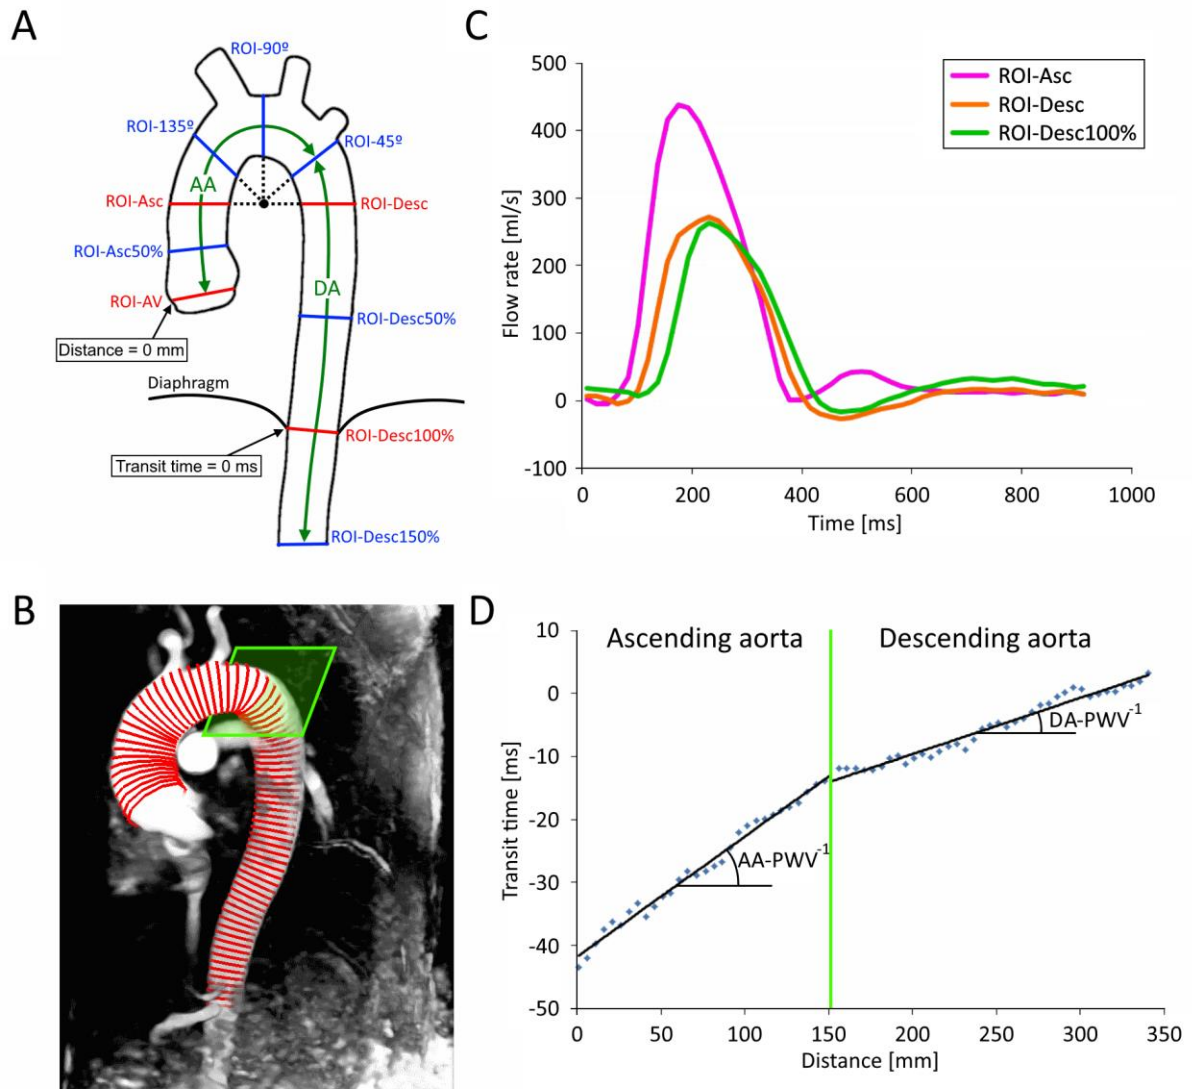 A
ROI-90º
ROI-135º
ROI-45º
AA
ROI-Asc
ROI-Desc
ROI-Asc50%
ROI-AV
DA
ROI-Desc50%
Distance = 0 mm
Diaphragm
ROI-Desc100%
Transit time = 0 ms
ROI-Desc150%
C
500
400
300
200
100
0
-100
Flow rate [ml/s]
ROI-Asc
ROI-Desc
ROI-Desc100%
0 200 400 600 800 1000
Time [ms]
B
D
Ascending aorta
Descending aorta
10
0
-10
-20
-30
-40
-50
Transit time [ms]
AA-PWV-1
DA-PWV-1
0 50 100 150 200 250 300 350
Distance [mm]